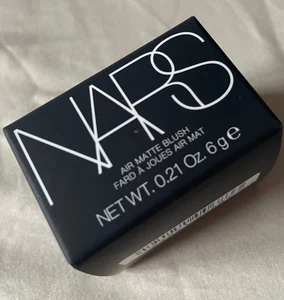 NARS
AIR MATTE BLUSH
FARD À JOUES AIR MAT
NET WT. 0.21 Oz. 6 g e